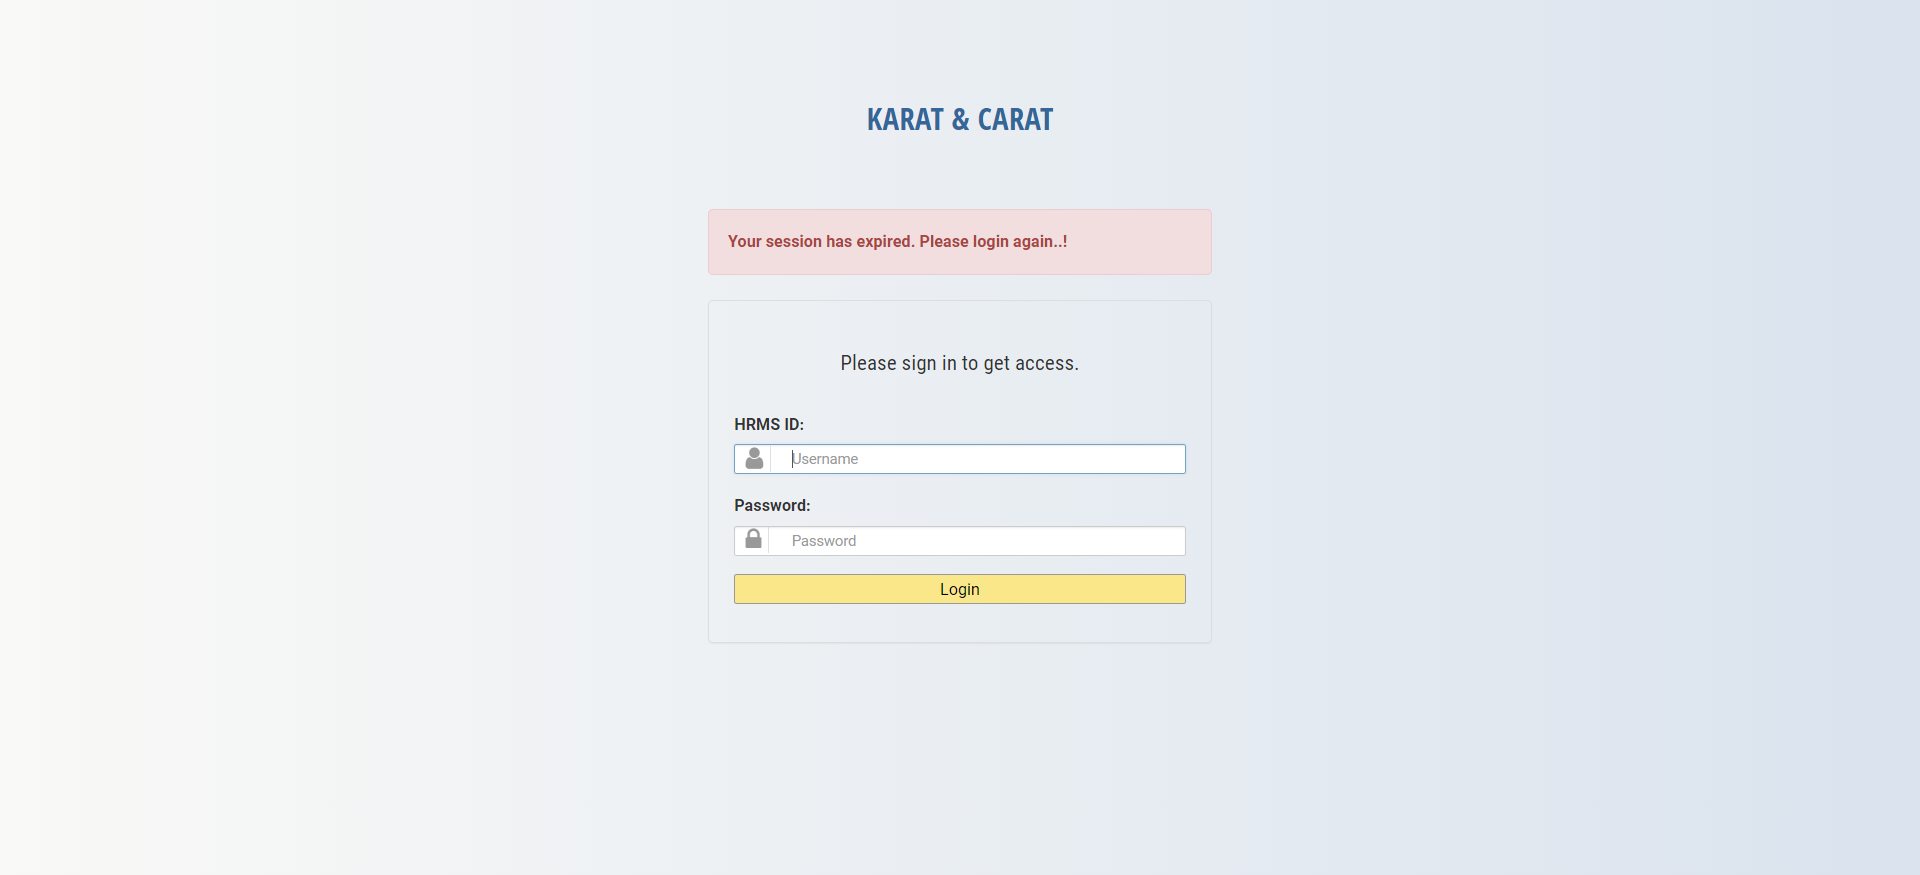 KARAT & CARAT
Your session has expired. Please login again..!
Please sign in to get access.
HRMS ID:
Username
Password:
Password
Login